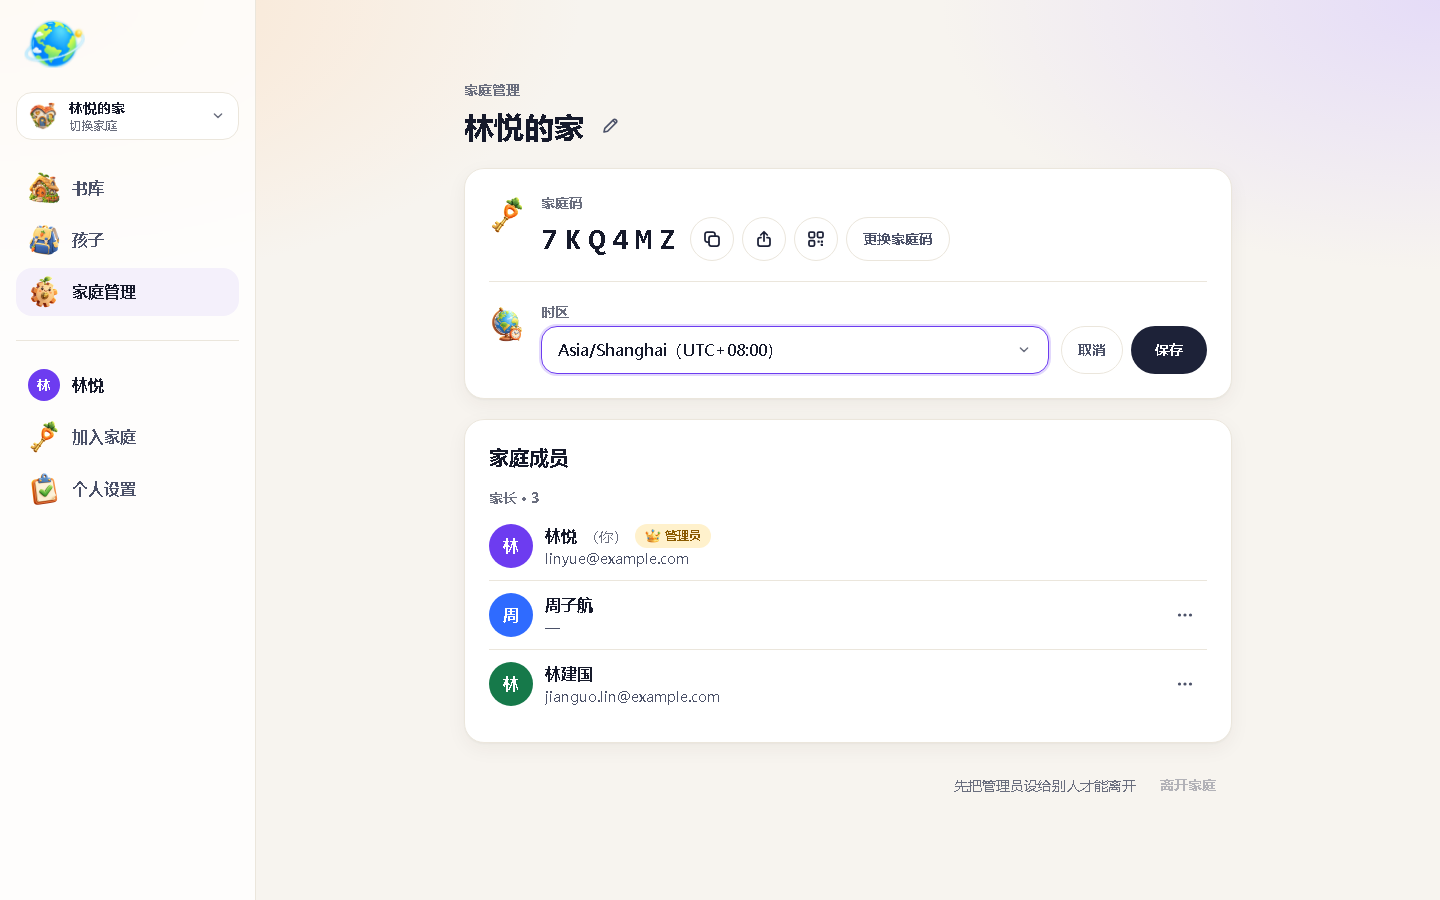 林悦的家
切换家庭
书库
孩子
家庭管理
林 林悦
加入家庭
个人设置
家庭管理
林悦的家
家庭码
7KQ4MZ 更换家庭码
时区
Asia/Shanghai（UTC+08:00） 取消 保存
家庭成员
家长 • 3
林 林悦 （你） 管理员
linyue@example.com
周 周子航
—
林 林建国
jianguo.lin@example.com
先把管理员设给别人才能离开 离开家庭